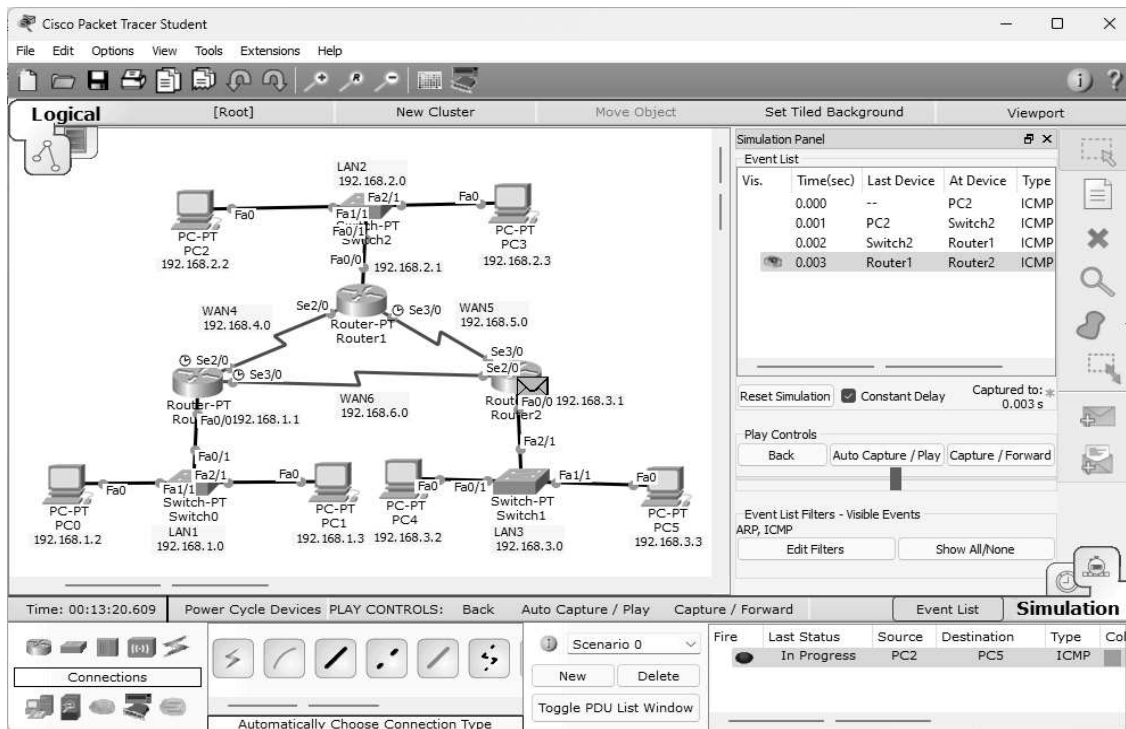 Cisco Packet Tracer Student
File Edit Options View Tools Extensions Help
Logical [Root] New Cluster Move Object Set Tiled Background Viewport
LAN2
192.168.2.0
Fa0 Fa2/1 Fa0
Fa1/1
Switch-PT
Fa0/1
Switch2
PC-PT
PC2
192.168.2.2
PC-PT
PC3
192.168.2.3
Fa0/0 192.168.2.1
WAN4
192.168.4.0
Se2/0 Se3/0
Router-PT
Router1
WAN5
192.168.5.0
Se2/0
Se3/0
Se3/0
Se2/0
WAN6
192.168.6.0
Router-PT
Fa0/0 192.168.1.1
Fa0/0 192.168.3.1
Router2
Fa0/1
Fa2/1
Fa0 Fa1/1 Fa2/1 Fa0
Fa0 Fa0/1 Fa1/1 Fa0
PC-PT
PC0
192.168.1.2
Switch-PT
Switch0
LAN1
192.168.1.0
PC-PT
PC1
192.168.1.3
PC-PT
PC4
192.168.3.2
Switch-PT
Switch1
LAN3
192.168.3.0
PC-PT
PC5
192.168.3.3
Simulation Panel
Event List
Vis. Time(sec) Last Device At Device Type
0.000 -- PC2 ICMP
0.001 PC2 Switch2 ICMP
0.002 Switch2 Router1 ICMP
0.003 Router1 Router2 ICMP
Reset Simulation Constant Delay Captured to: *
0.003 s
Play Controls
Back Auto Capture / Play Capture / Forward
Event List Filters - Visible Events
ARP, ICMP
Edit Filters Show All/None
Time: 00:13:20.609 Power Cycle Devices PLAY CONTROLS: Back Auto Capture / Play Capture / Forward Event List Simulation
Connections
Automatically Choose Connection Type
Scenario 0
New Delete
Toggle PDU List Window
Fire Last Status Source Destination Type Col
In Progress PC2 PC5 ICMP